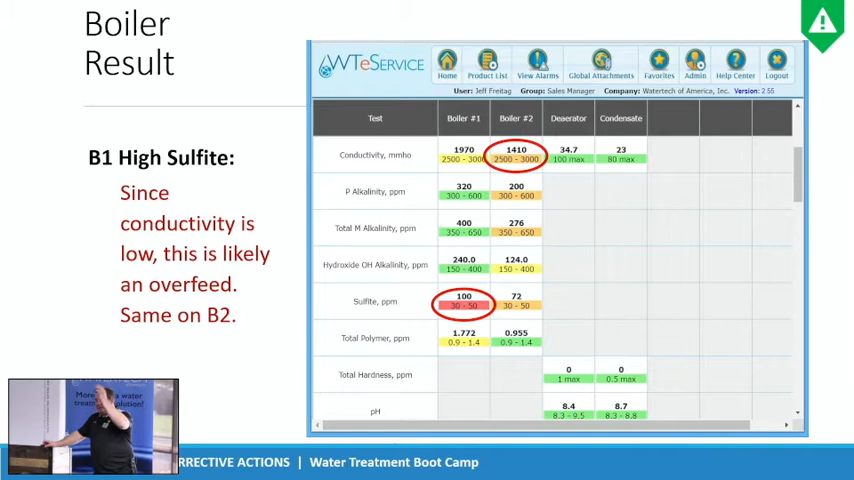 Boiler
Result
B1 High Sulfite:
Since
conductivity is
low, this is likely
an overfeed.
Same on B2.
WTeSERVICE
Home
Product List
View Alarms
Global Attachments
Favorites
Admin
Help Center
Logout
User: Jeff Freitag Group: Sales Manager Company: Watertech of America, Inc. Version: 2.55
Test Boiler #1 Boiler #2 Deaerator Condensate
Conductivity, mmho 1970 1410 34.7 23
2500 - 3000 2500 - 3000 100 max 80 max
P Alkalinity, ppm 320 200
300 - 600 300 - 600
Total M Alkalinity, ppm 400 276
350 - 650 350 - 650
Hydroxide OH Alkalinity, ppm 240.0 124.0
150 - 400 150 - 400
Sulfite, ppm 100 72
30 - 50 30 - 50
Total Polymer, ppm 1.772 0.955
0.9 - 1.4 0.9 - 1.4
Total Hardness, ppm 0 0
1 max 0.5 max
pH 8.4 8.7
8.3 - 9.5 8.3 - 8.8
RRECTIVE ACTIONS | Water Treatment Boot Camp